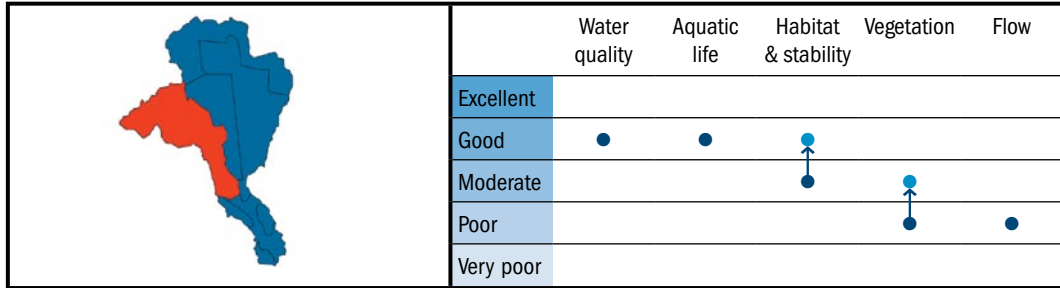 Water quality
Aquatic life
Habitat & stability
Vegetation
Flow
Excellent
Good
Moderate
Poor
Very poor